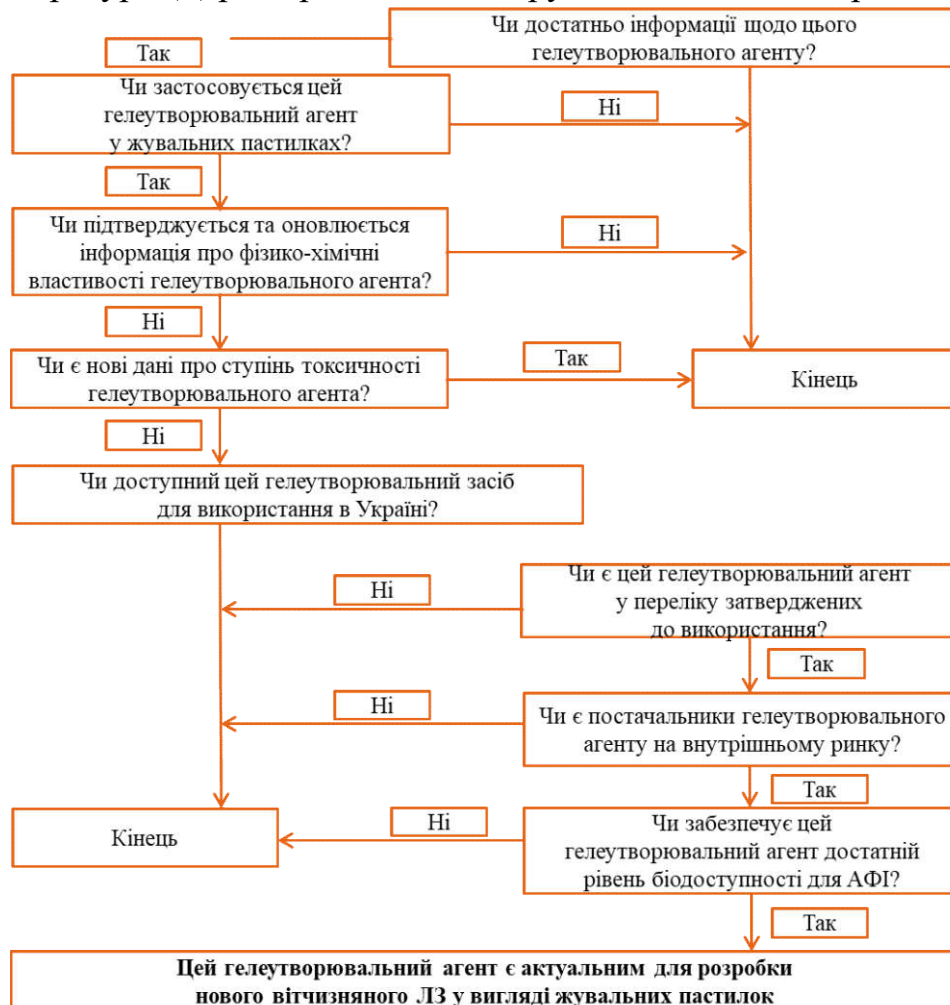 Чи достатньо інформації щодо цього
гелеутворювального агенту?
Так
Чи застосовується цей
гелеутворювальний агент
у жувальних пастилках?
Ні
Так
Чи підтверджується та оновлюється
інформація про фізико-хімічні
властивості гелеутворювального агента?
Ні
Ні
Чи є нові дані про ступінь токсичності
гелеутворювального агента?
Так
Кінець
Ні
Чи доступний цей гелеутворювальний засіб
для використання в Україні?
Чи є цей гелеутворювальний агент
у переліку затверджених
до використання?
Ні
Так
Чи є постачальники гелеутворювального
агенту на внутрішньому ринку?
Ні
Так
Чи забезпечує цей
гелеутворювальний агент достатній
рівень біодоступності для АФІ?
Ні
Кінець
Так
Цей гелеутворювальний агент є актуальним для розробки
нового вітчизняного ЛЗ у вигляді жувальних пастилок